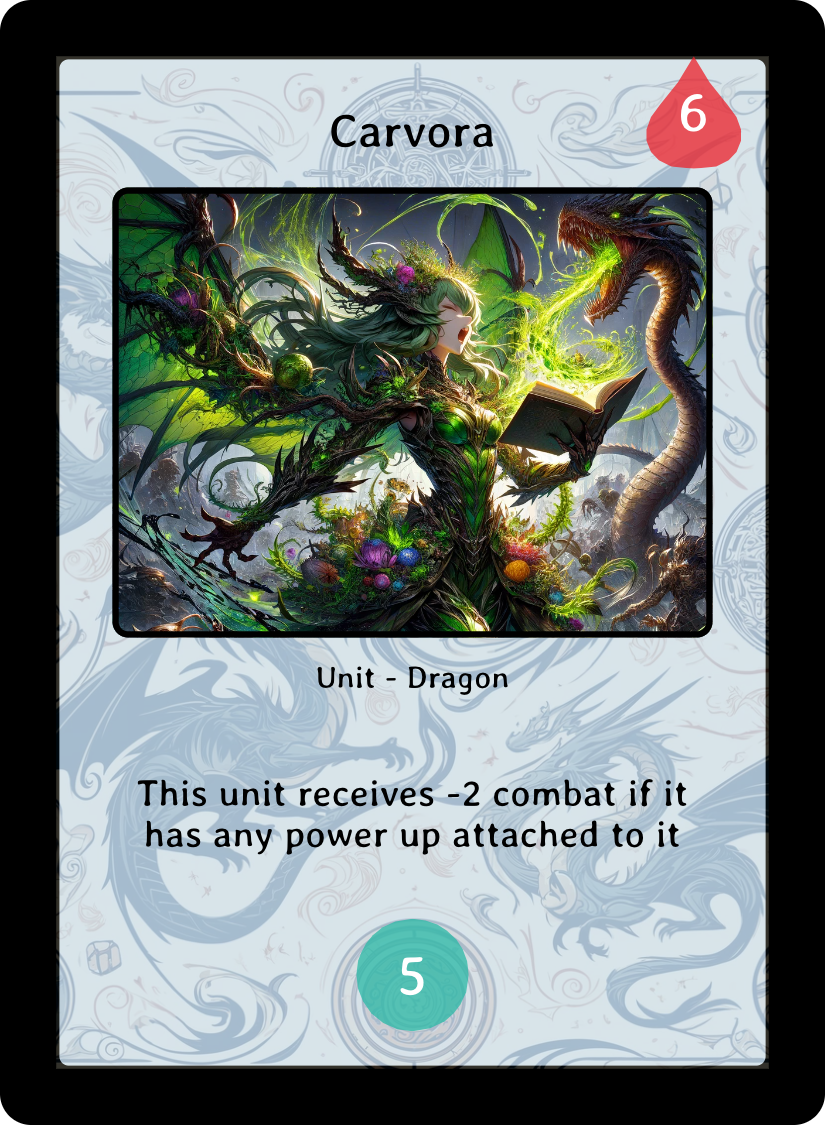 Carvora
6
Unit - Dragon
This unit receives -2 combat if it
has any power up attached to it
5